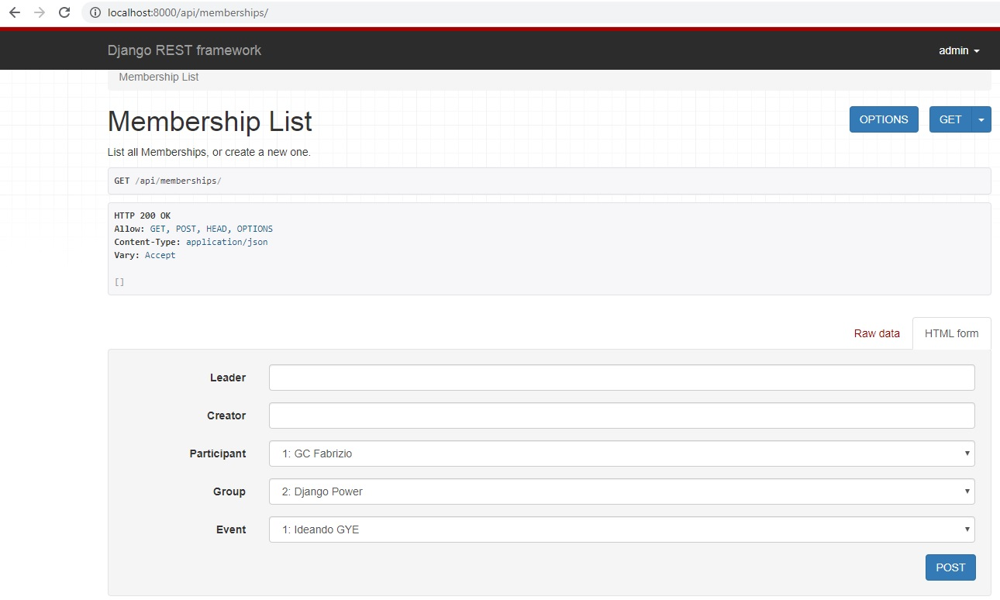 localhost:8000/api/memberships/
Django REST framework
admin
Membership List
Membership List
OPTIONS
GET
List all Memberships, or create a new one.
GET /api/memberships/
HTTP 200 OK
Allow: GET, POST, HEAD, OPTIONS
Content-Type: application/json
Vary: Accept
[]
Raw data
HTML form
Leader
Creator
Participant 1: GC Fabrizio
Group 2: Django Power
Event 1: Ideando GYE
POST